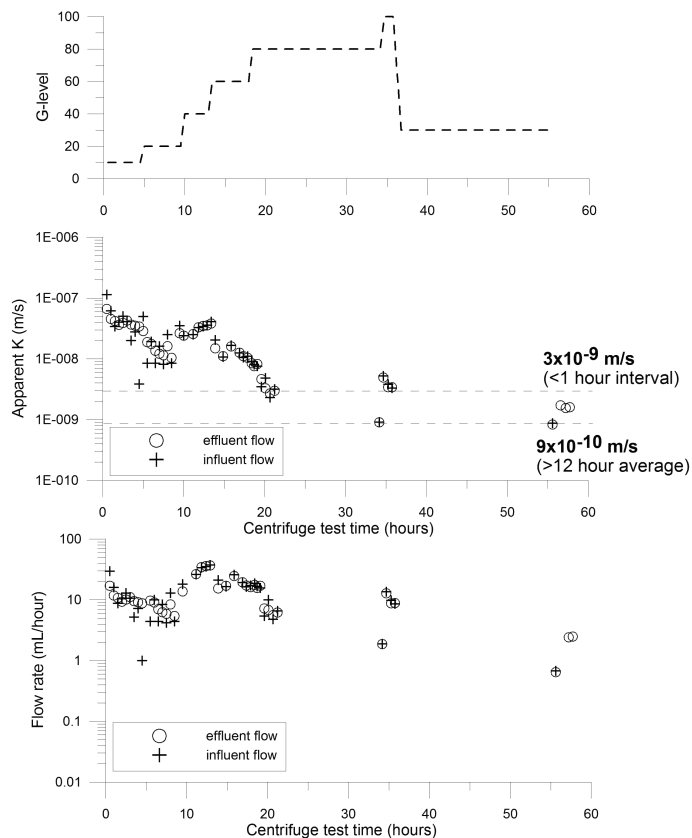 100
80
60
40
20
0
G-level
0 10 20 30 40 50 60
1E-006
1E-007
1E-008
1E-009
1E-010
Apparent K (m/s)
3x10-9 m/s
(<1 hour interval)
9x10-10 m/s
(>12 hour average)
effluent flow
influent flow
0 10 20 30 40 50 60
Centrifuge test time (hours)
100
10
1
0.1
0.01
Flow rate (mL/hour)
effluent flow
influent flow
0 10 20 30 40 50 60
Centrifuge test time (hours)